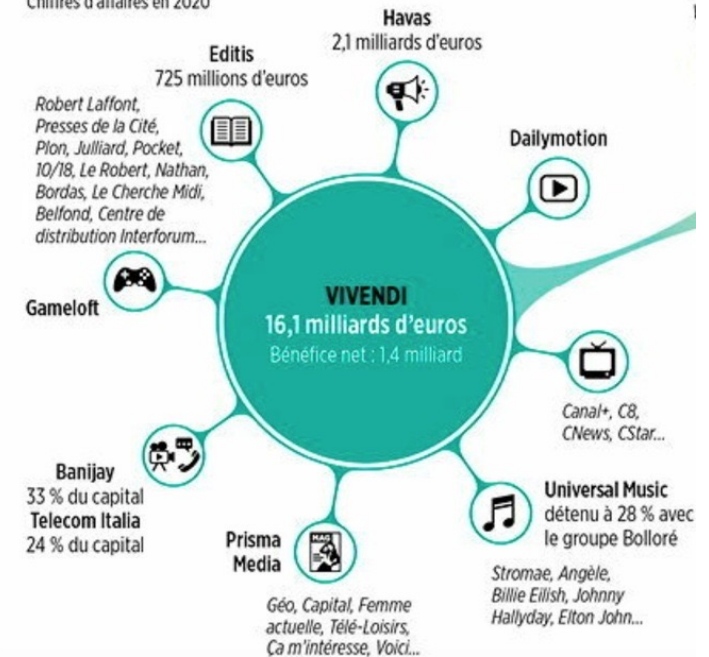 Chiffres d'affaires en 2020
Havas
2,1 milliards d'euros
Editis
725 millions d'euros
Robert Laffont,
Presses de la Cité,
Plon, Julliard, Pocket,
10/18, Le Robert, Nathan,
Bordas, Le Cherche Midi,
Belfond, Centre de
distribution Interforum...
Dailymotion
Gameloft
VIVENDI
16,1 milliards d'euros
Bénéfice net : 1,4 milliard
Canal+, C8,
CNews, CStar...
Banijay
33 % du capital
Telecom Italia
24 % du capital
Prisma
Media
MAG
Géo, Capital, Femme
actuelle, Télé-Loisirs,
Ça m'intéresse, Voici...
Universal Music
détenu à 28 % avec
le groupe Bolloré
Stromae, Angèle,
Billie Eilish, Johnny
Hallyday, Elton John...